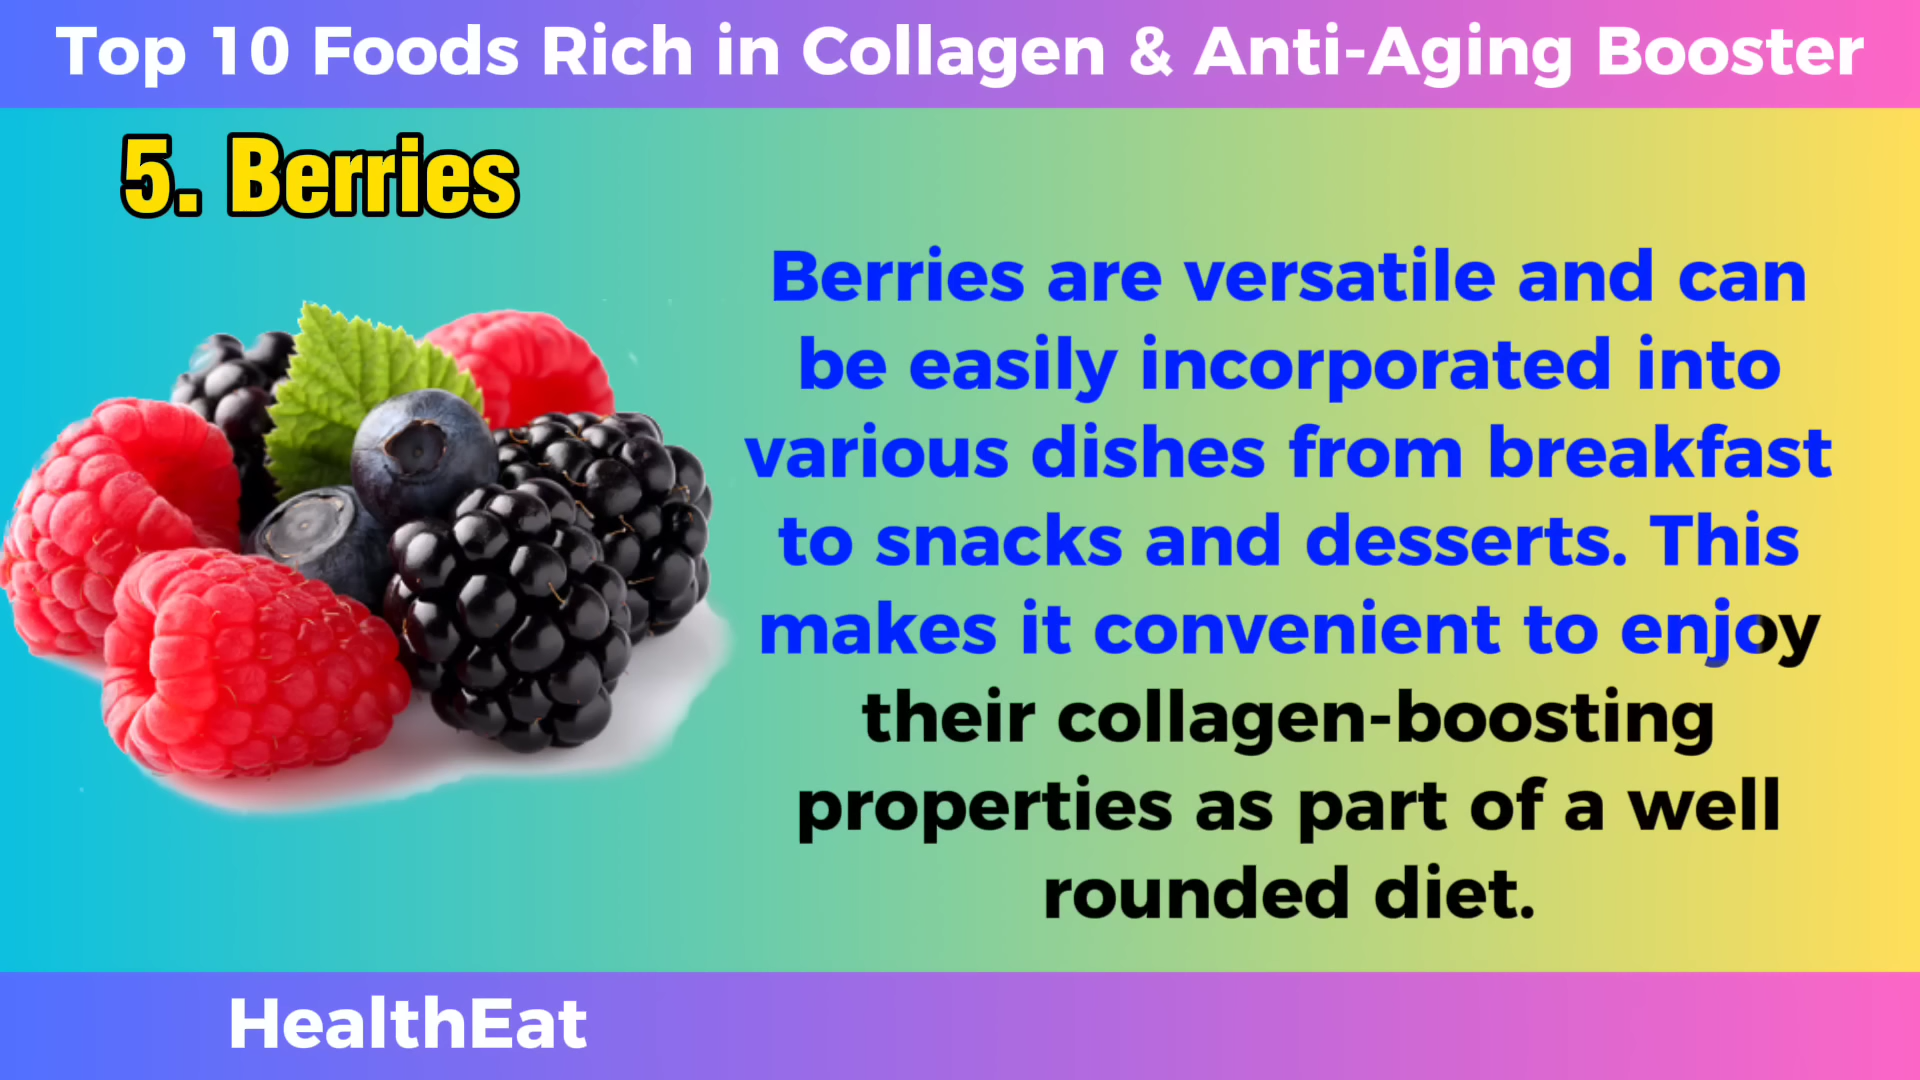 Top 10 Foods Rich in Collagen & Anti-Aging Booster
5. Berries
Berries are versatile and can
be easily incorporated into
various dishes from breakfast
to snacks and desserts. This
makes it convenient to enjoy
their collagen-boosting
properties as part of a well
rounded diet.
HealthEat